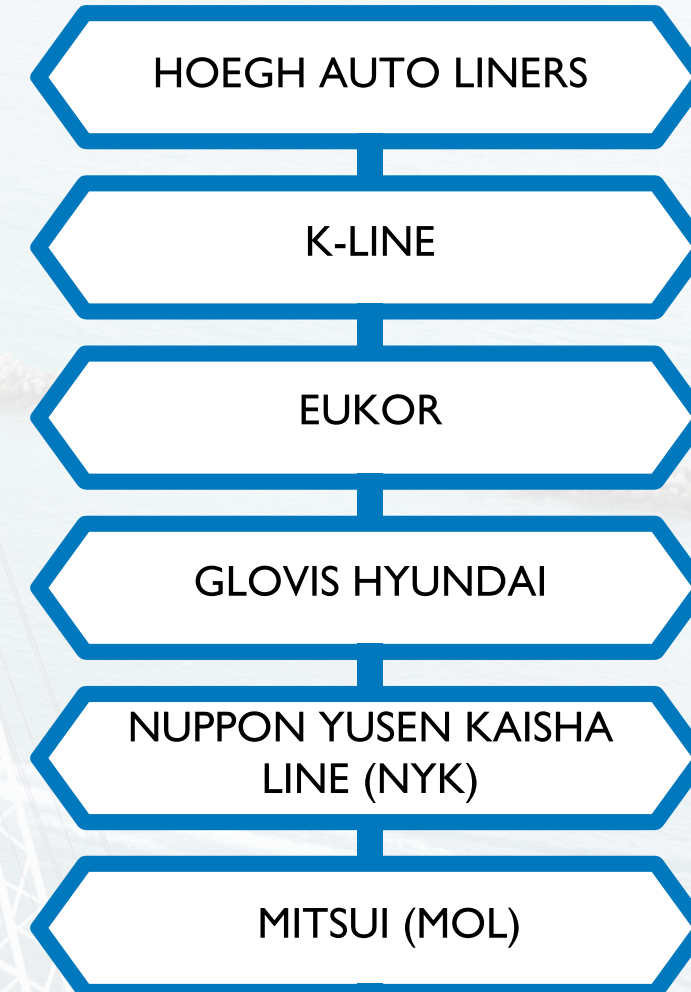 HOEGH AUTO LINERS
K-LINE
EUKOR
GLOVIS HYUNDAI
NUPPON YUSEN KAISHA
LINE (NYK)
MITSUI (MOL)